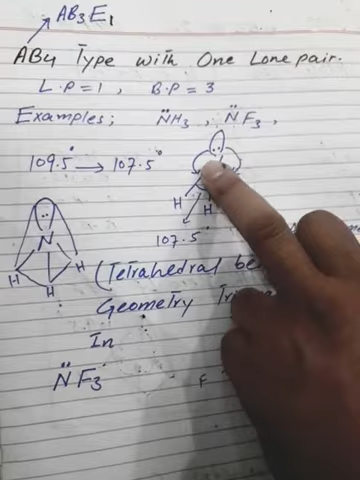 AB3E1
AB4 Type with One Lone pair.
L.P = 1 , B.P = 3
Examples; N̈H3 , N̈F3 ,
109.5° → 107.5°
H H
107.5°
N
H H H
(Tetrahedral
Geometry
In
N̈F3 F